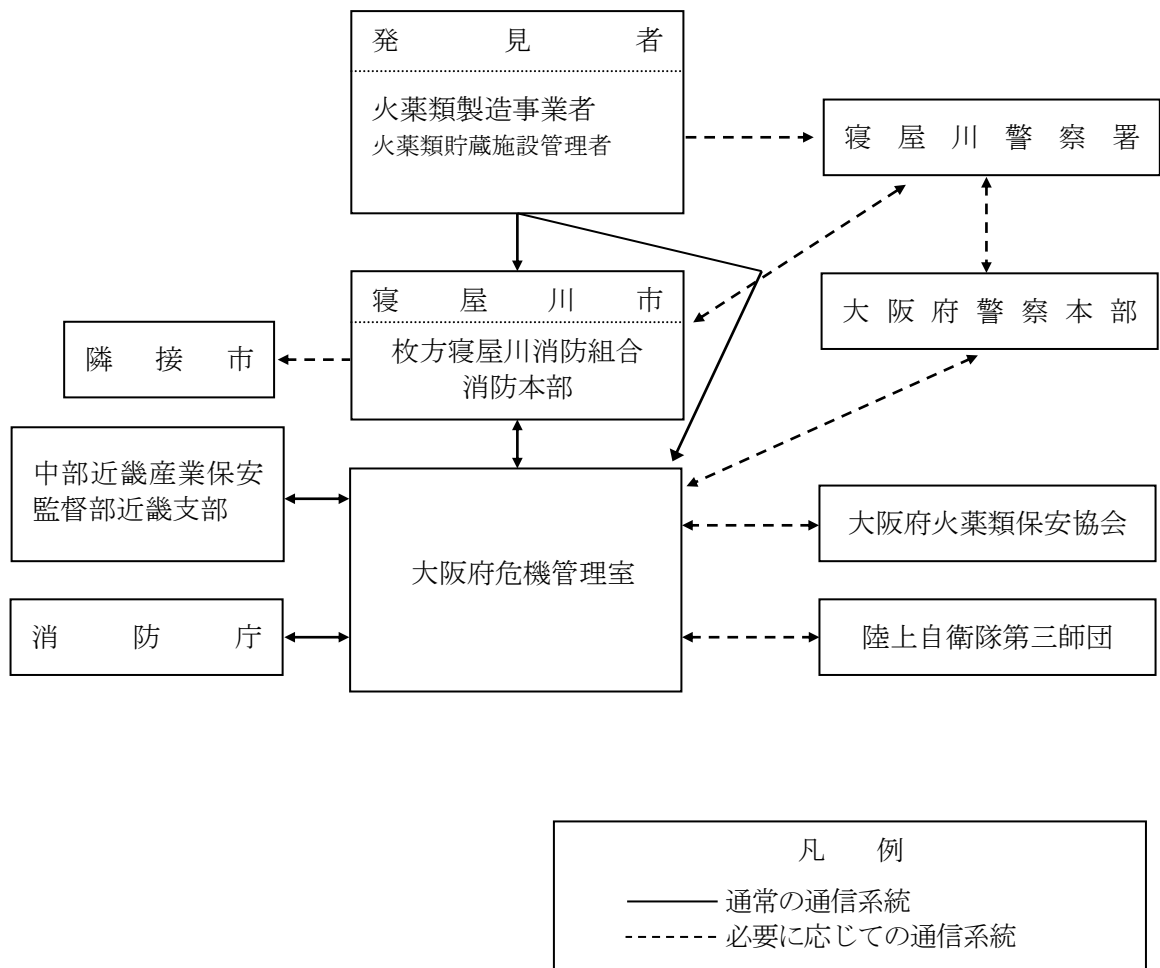 発見者
火薬類製造事業者
火薬類貯蔵施設管理者
寝屋川警察署
寝屋川市
枚方寝屋川消防組合
消防本部
大阪府警察本部
隣接市
中部近畿産業保安
監督部近畿支部
大阪府危機管理室
大阪府火薬類保安協会
消防庁
陸上自衛隊第三師団
凡例
通常の通信系統
必要に応じての通信系統